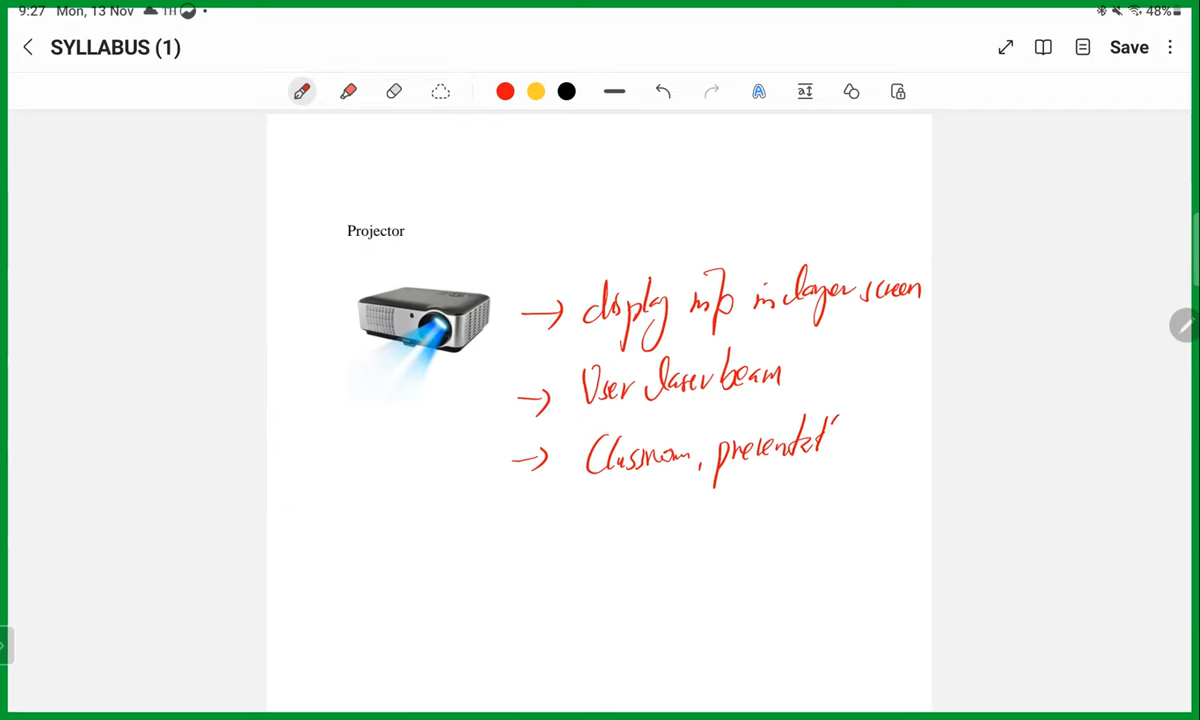 9:27 Mon, 13 Nov TH
48%
SYLLABUS (1)
Save
Projector
→ display in larger screen
→ User laser beam
→ Classroom, presentat